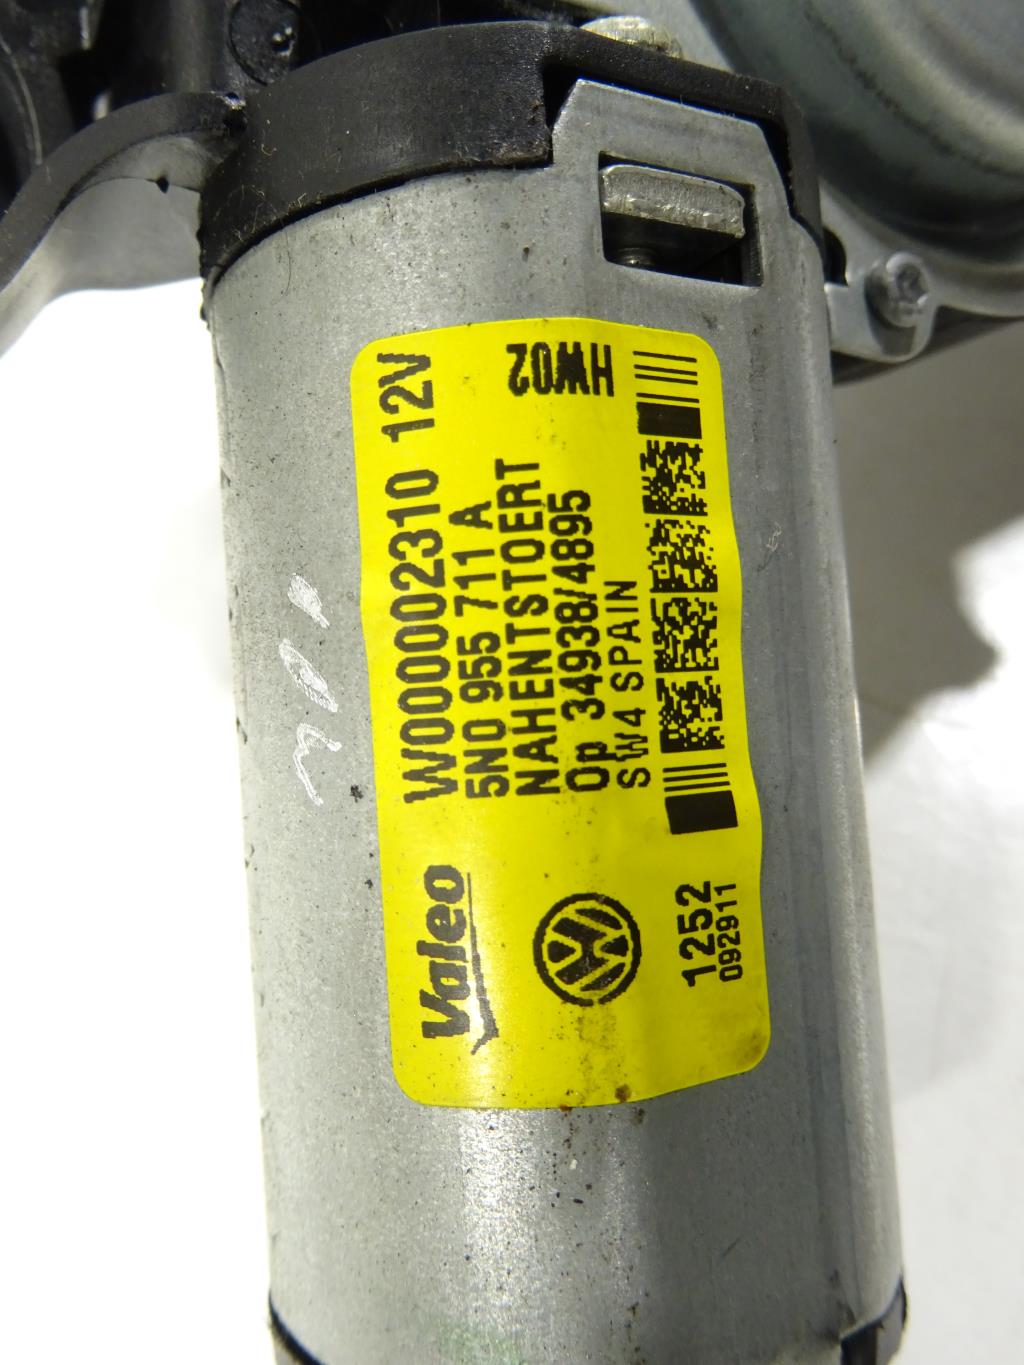 W000002310 12V
5N0 955 711 A
NAHENTSTOERT
Op 34938/4895
SW4 SPAIN
HW02
Valeo
1252
092911